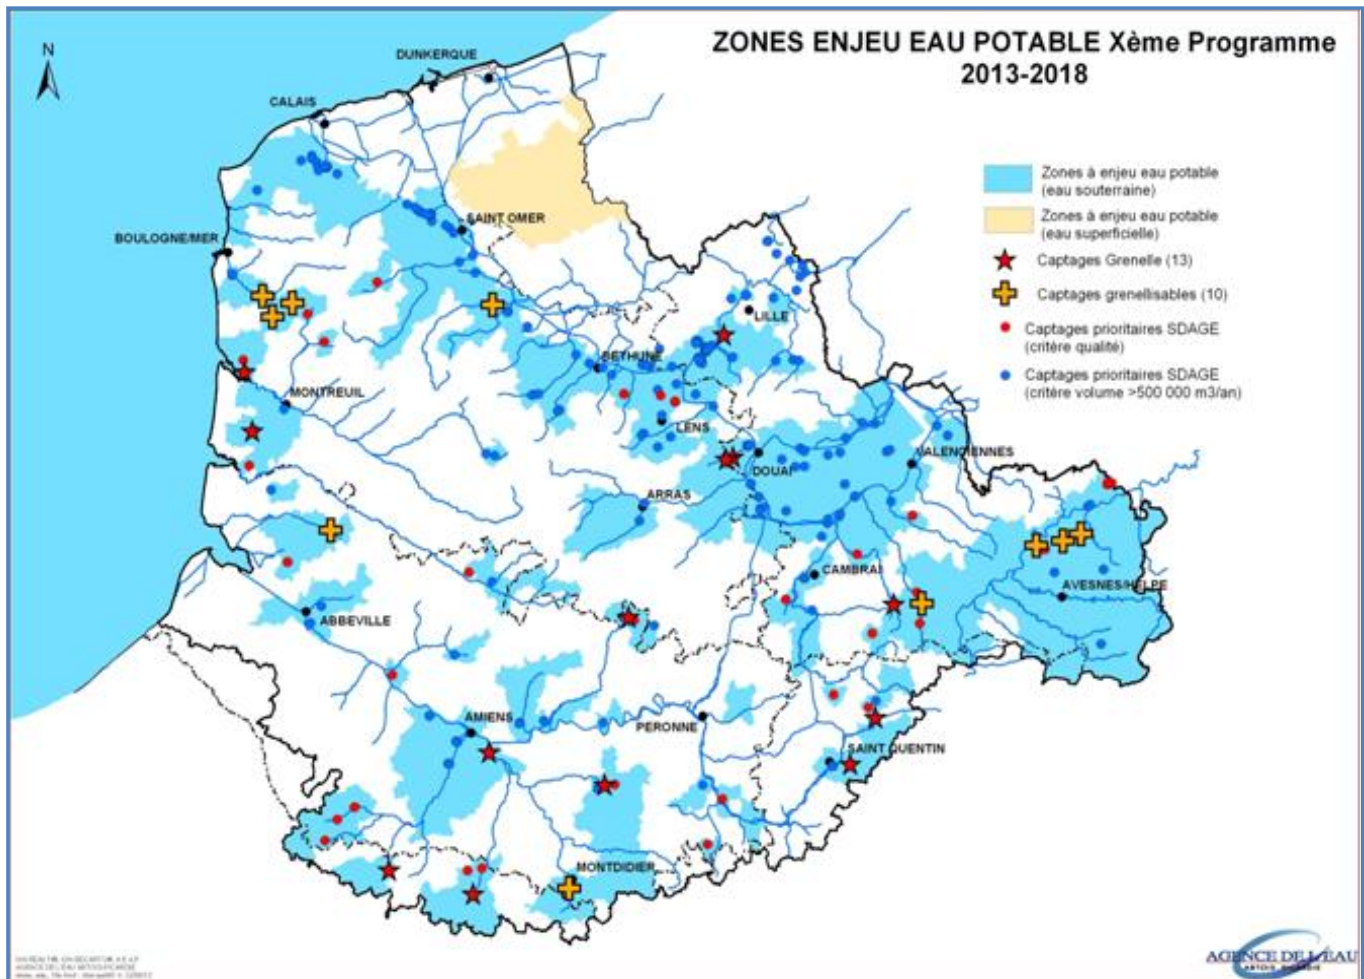 ZONES ENJEU EAU POTABLE Xème Programme
2013-2018
N
DUNKERQUE
CALAIS
SAINT OMER
BOULOGNE/MER
Zones à enjeu eau potable
(eau souterraine)
Zones à enjeu eau potable
(eau superficielle)
Captages Grenelle (13)
Captages grenellisables (10)
Captages prioritaires SDAGE
(critère qualité)
Captages prioritaires SDAGE
(critère volume >500 000 m3/an)
LILLE
BETHUNE
MONTREUIL
LENS
VALENCIENNES
DOUAI
ARRAS
CAMBRAI
AVESNES/HELPE
ABBEVILLE
AMIENS
PERONNE
SAINT QUENTIN
MONTDIDIER
AGENCE DE L'EAU
ARTOIS PICARDIE